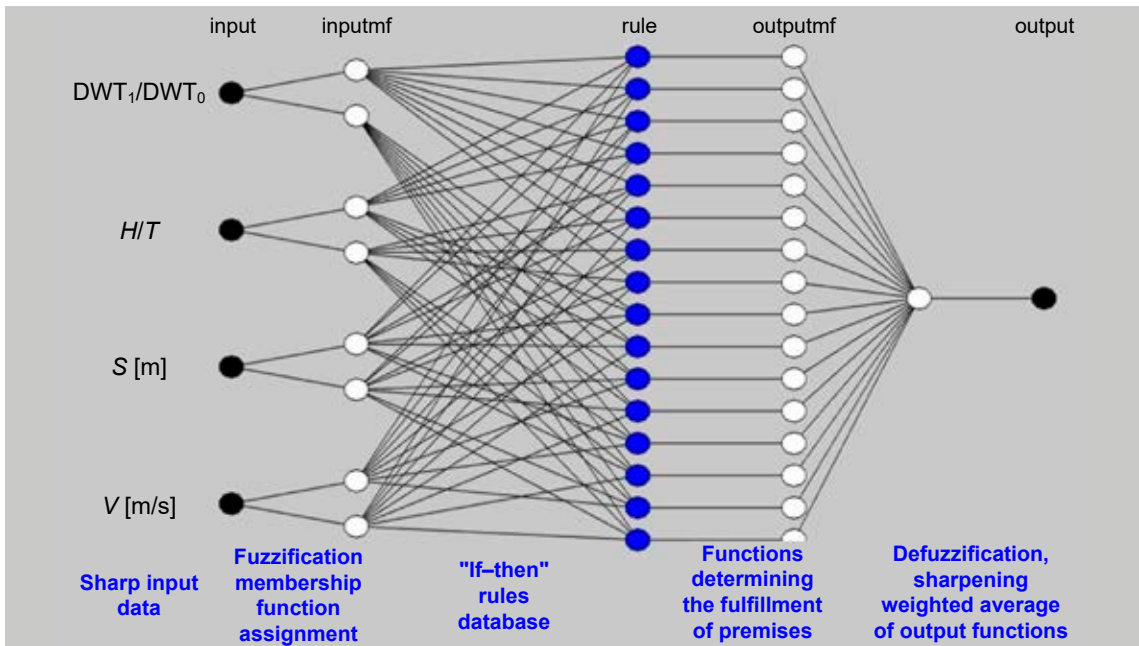 input inputmf rule outputmf output
DWT₁/DWT₀
H/T
S [m]
V [m/s]
Sharp input
data
Fuzzification
membership
function
assignment
"If–then"
rules
database
Functions
determining
the fulfillment
of premises
Defuzzification,
sharpening
weighted average
of output functions